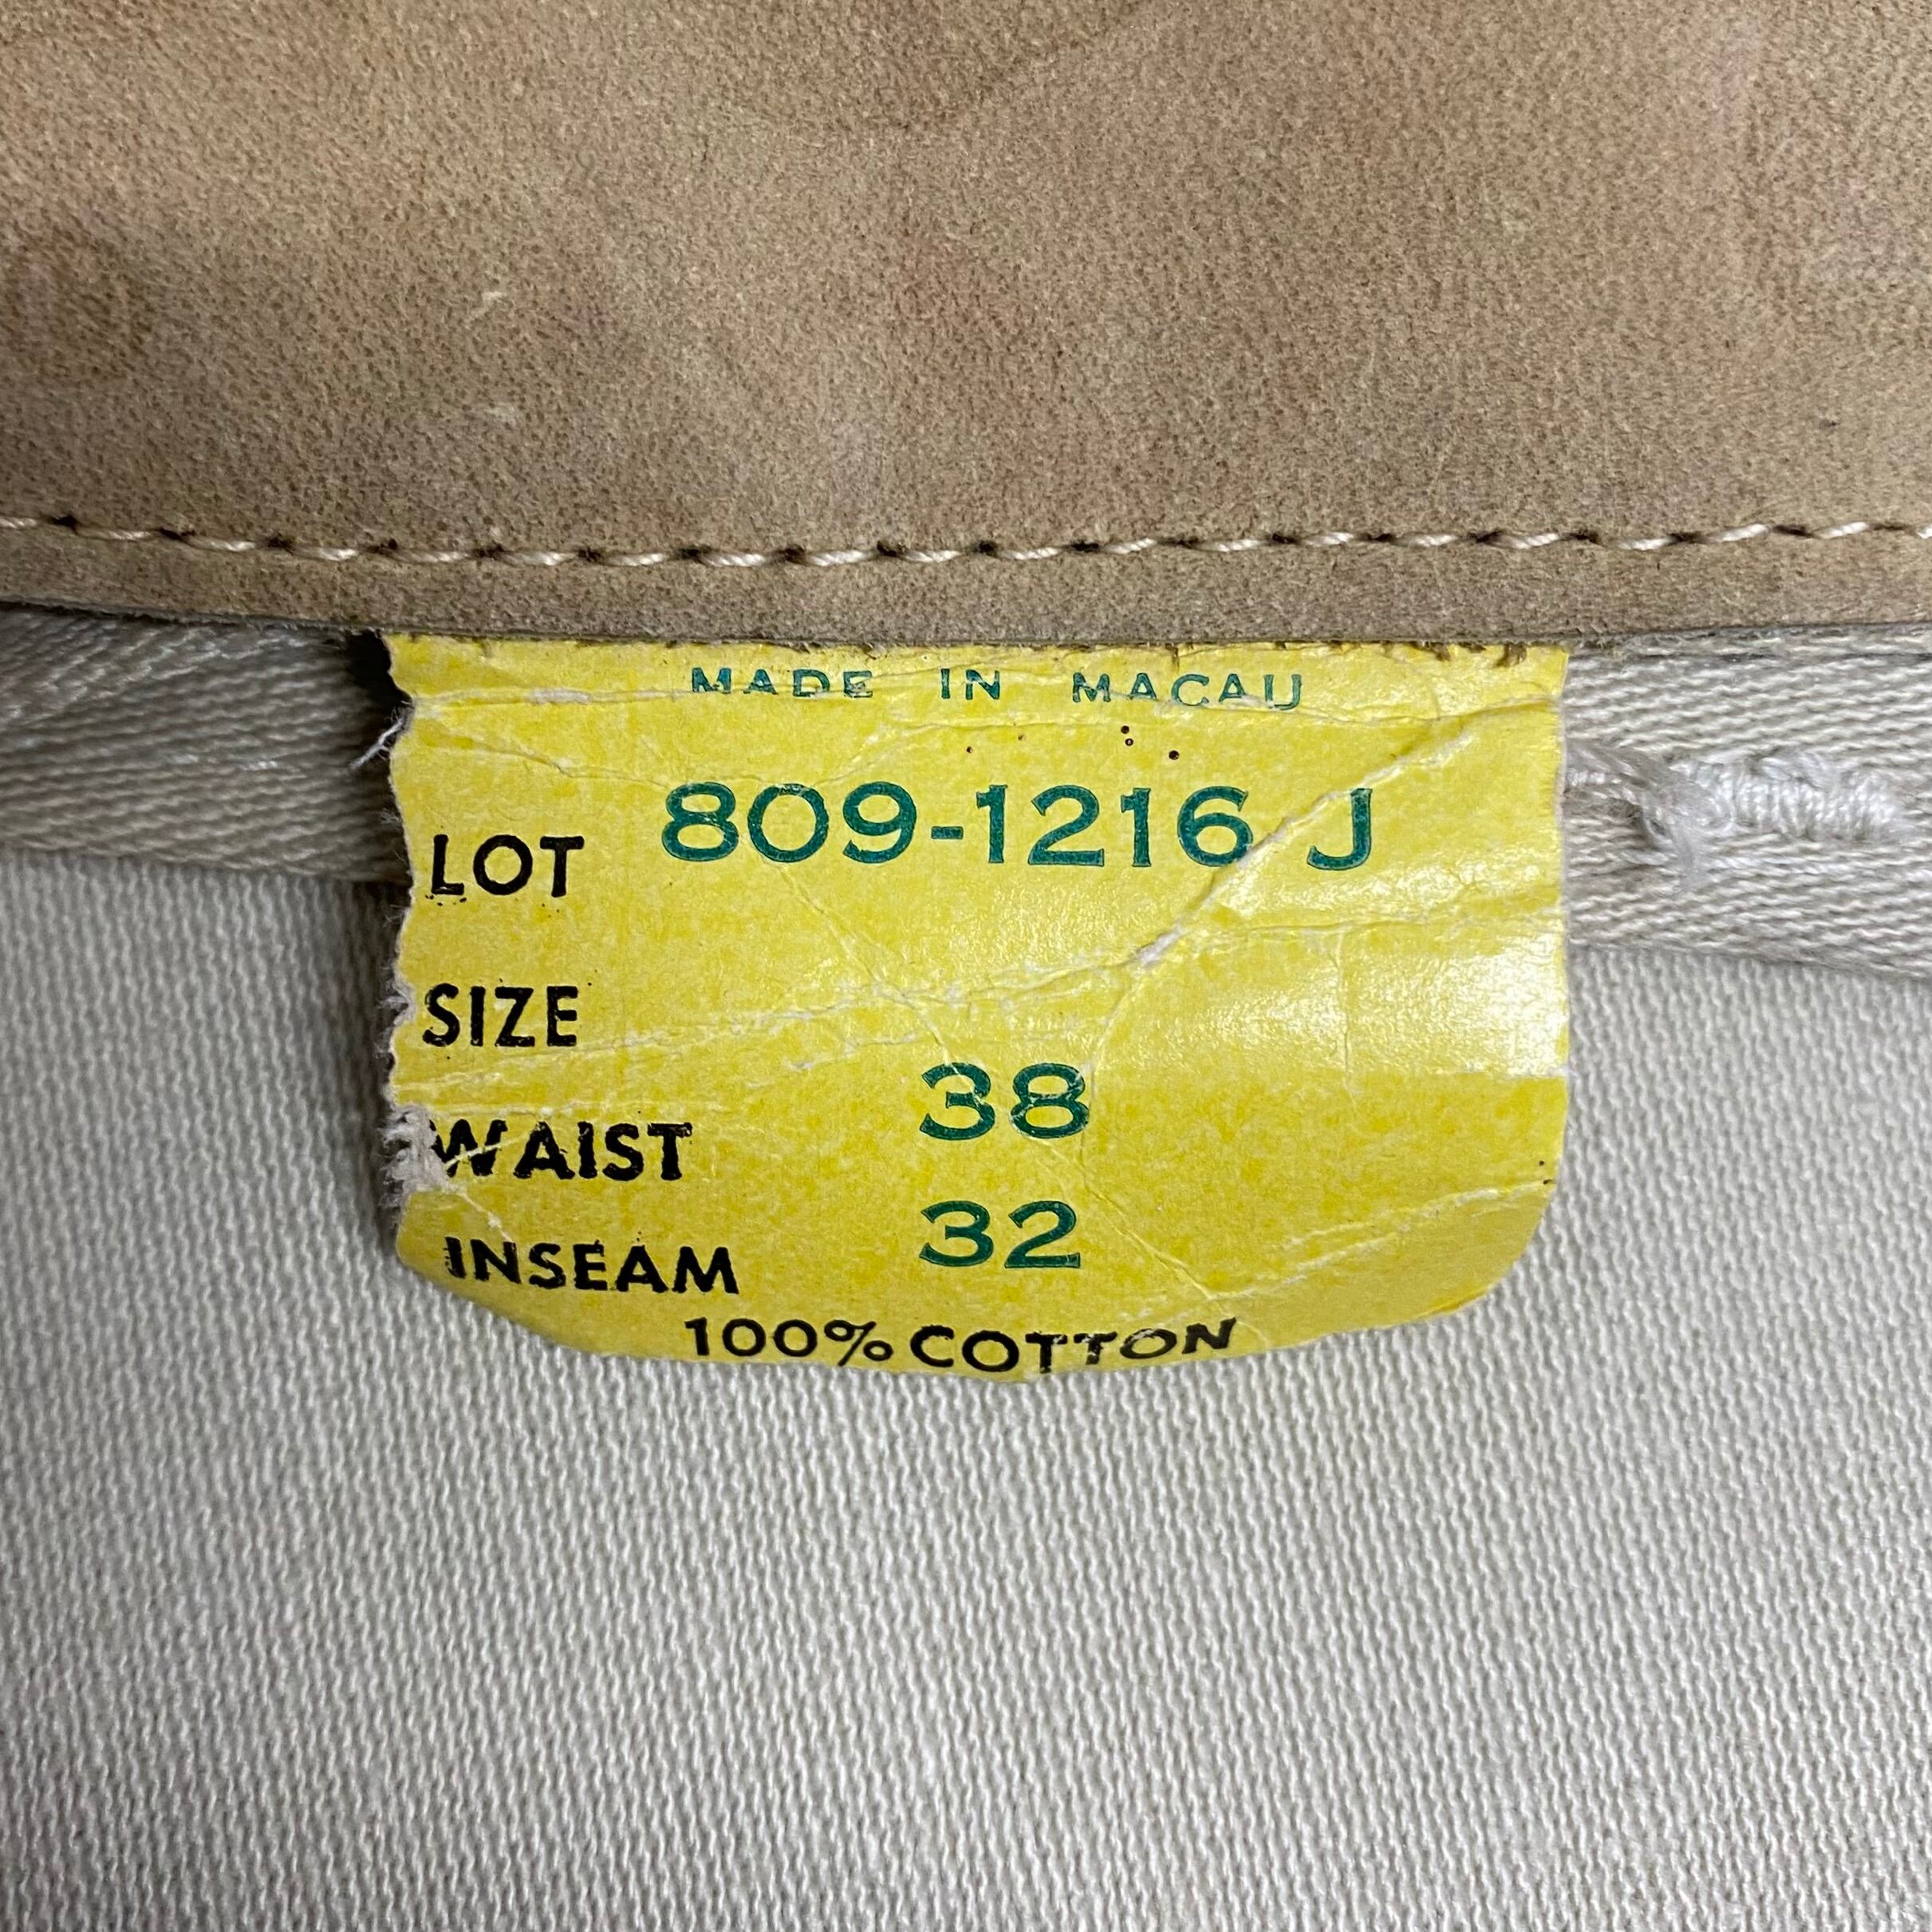 MADE IN MACAU
LOT 809-1216 J
SIZE
WAIST 38
INSEAM 32
100% COTTON